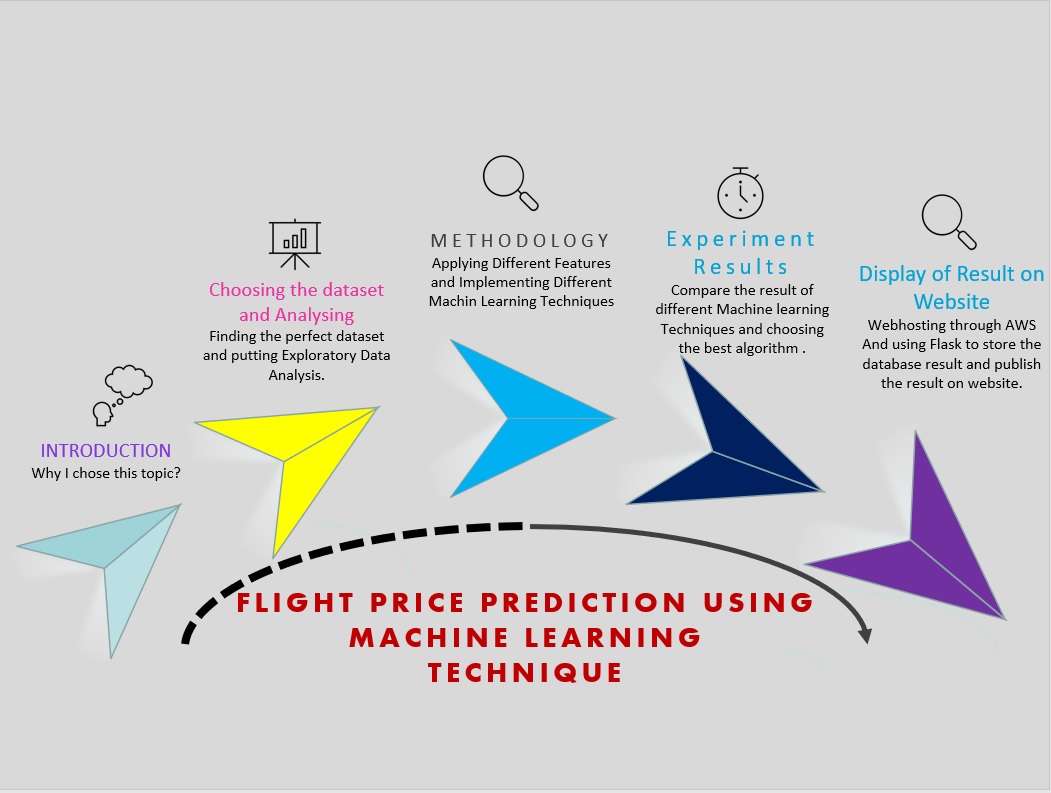 INTRODUCTION
Why I chose this topic?
Choosing the dataset
and Analysing
Finding the perfect dataset
and putting Exploratory Data
Analysis.
METHODOLOGY
Applying Different Features
and Implementing Different
Machin Learning Techniques
Experiment
Results
Compare the result of
different Machine learning
Techniques and choosing
the best algorithm .
Display of Result on
Website
Webhosting through AWS
And using Flask to store the
database result and publish
the result on website.
FLIGHT PRICE PREDICTION USING
MACHINE LEARNING
TECHNIQUE